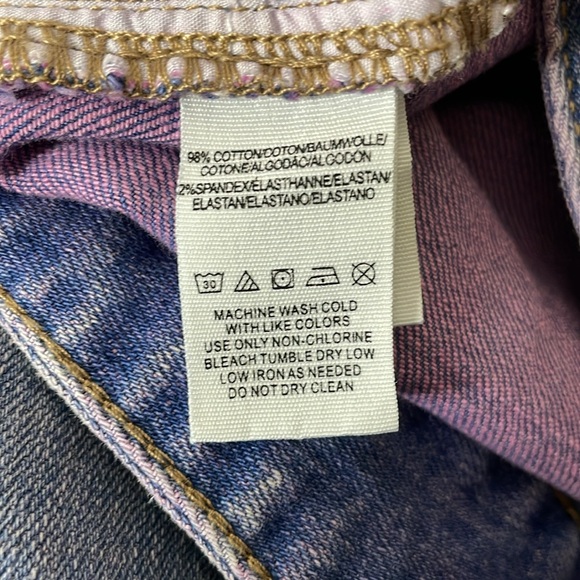 98% COTTON/COTON/BAUMWOLLE/
COTONE/ALGODÃO/ALGODON
2%SPANDEX/ELASTHANNE/ELASTAN/
ELASTAN/ELASTANO/ELASTANO
30
MACHINE WASH COLD
WITH LIKE COLORS
USE ONLY NON-CHLORINE
BLEACH TUMBLE DRY LOW
LOW IRON AS NEEDED
DO NOT DRY CLEAN